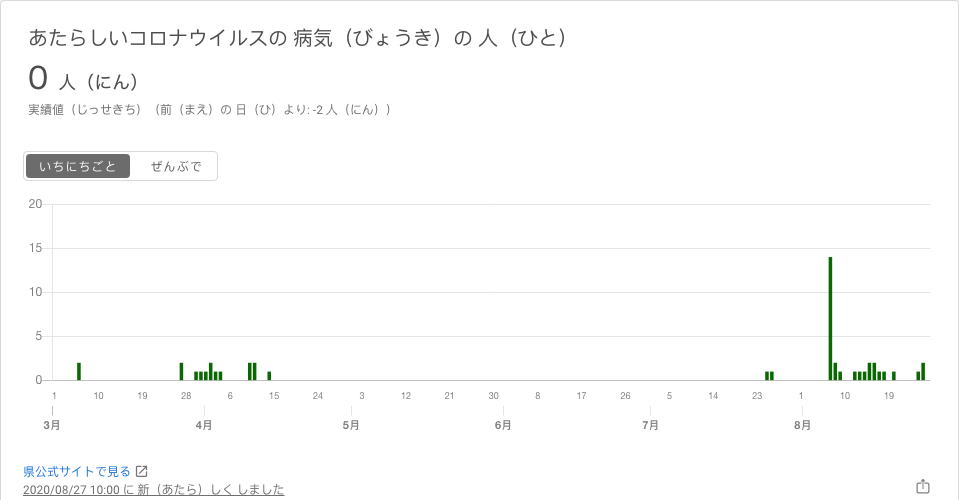 あたらしいコロナウイルスの 病気（びょうき）の 人（ひと）
0 人（にん）
実績値（じっせきち）（前（まえ）の 日（ひ）より: -2 人（にん））
いちにちごと ぜんぶで
20
15
10
5
0
1 10 19 28 6 15 24 3 12 21 30 8 17 26 5 14 23 1 10 19
3月 4月 5月 6月 7月 8月
県公式サイトで見る
2020/08/27 10:00 に 新（あたら）しく しました